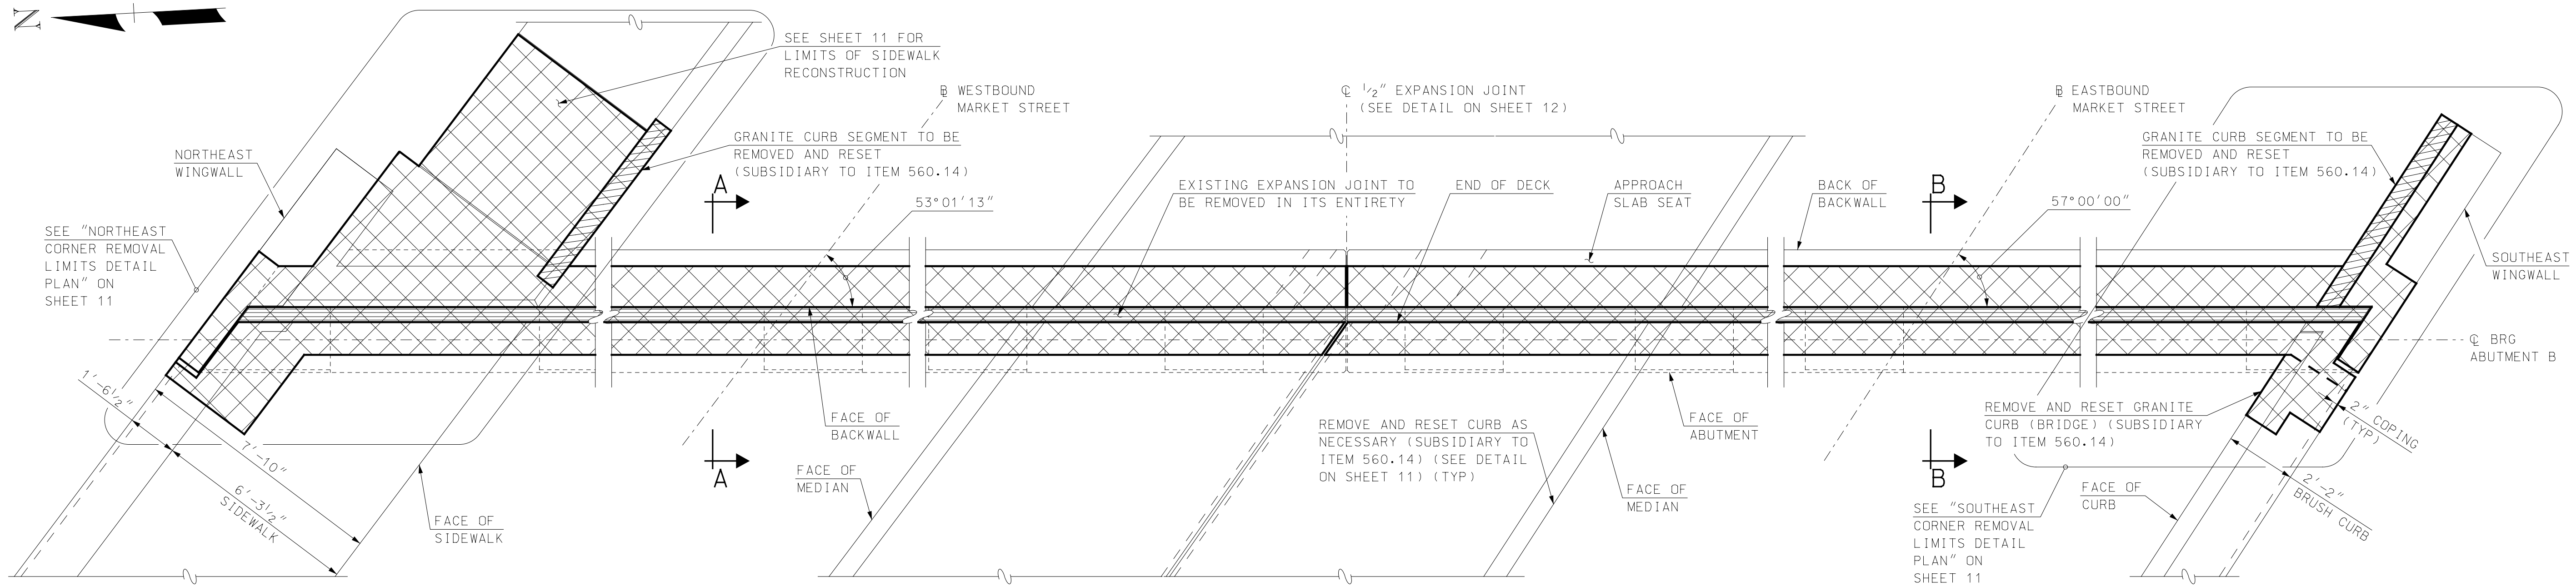 N
SEE SHEET 11 FOR
LIMITS OF SIDEWALK
RECONSTRUCTION
NORTHEAST
WINGWALL
SEE "NORTHEAST
CORNER REMOVAL
LIMITS DETAIL
PLAN" ON
SHEET 11
GRANITE CURB SEGMENT TO BE
REMOVED AND RESET
(SUBSIDIARY TO ITEM 560.14)
A
℄ WESTBOUND
MARKET STREET
53°01'13"
EXISTING EXPANSION JOINT TO
BE REMOVED IN ITS ENTIRETY
℄ 1/2" EXPANSION JOINT
(SEE DETAIL ON SHEET 12)
END OF DECK
APPROACH
SLAB SEAT
BACK OF
BACKWALL
B
℄ EASTBOUND
MARKET STREET
57°00'00"
GRANITE CURB SEGMENT TO BE
REMOVED AND RESET
(SUBSIDIARY TO ITEM 560.14)
SOUTHEAST
WINGWALL
℄ BRG
ABUTMENT B
1'-6 1/2"
7'-10"
6'-3 1/2"
SIDEWALK
FACE OF
SIDEWALK
A
FACE OF
BACKWALL
FACE OF
MEDIAN
REMOVE AND RESET CURB AS
NECESSARY (SUBSIDIARY TO
ITEM 560.14) (SEE DETAIL
ON SHEET 11) (TYP)
FACE OF
ABUTMENT
FACE OF
MEDIAN
B
REMOVE AND RESET GRANITE
CURB (BRIDGE) (SUBSIDIARY
TO ITEM 560.14)
2" COPING
(TYP)
SEE "SOUTHEAST
CORNER REMOVAL
LIMITS DETAIL
PLAN" ON
SHEET 11
FACE OF
CURB
2'-2"
BRUSH CURB